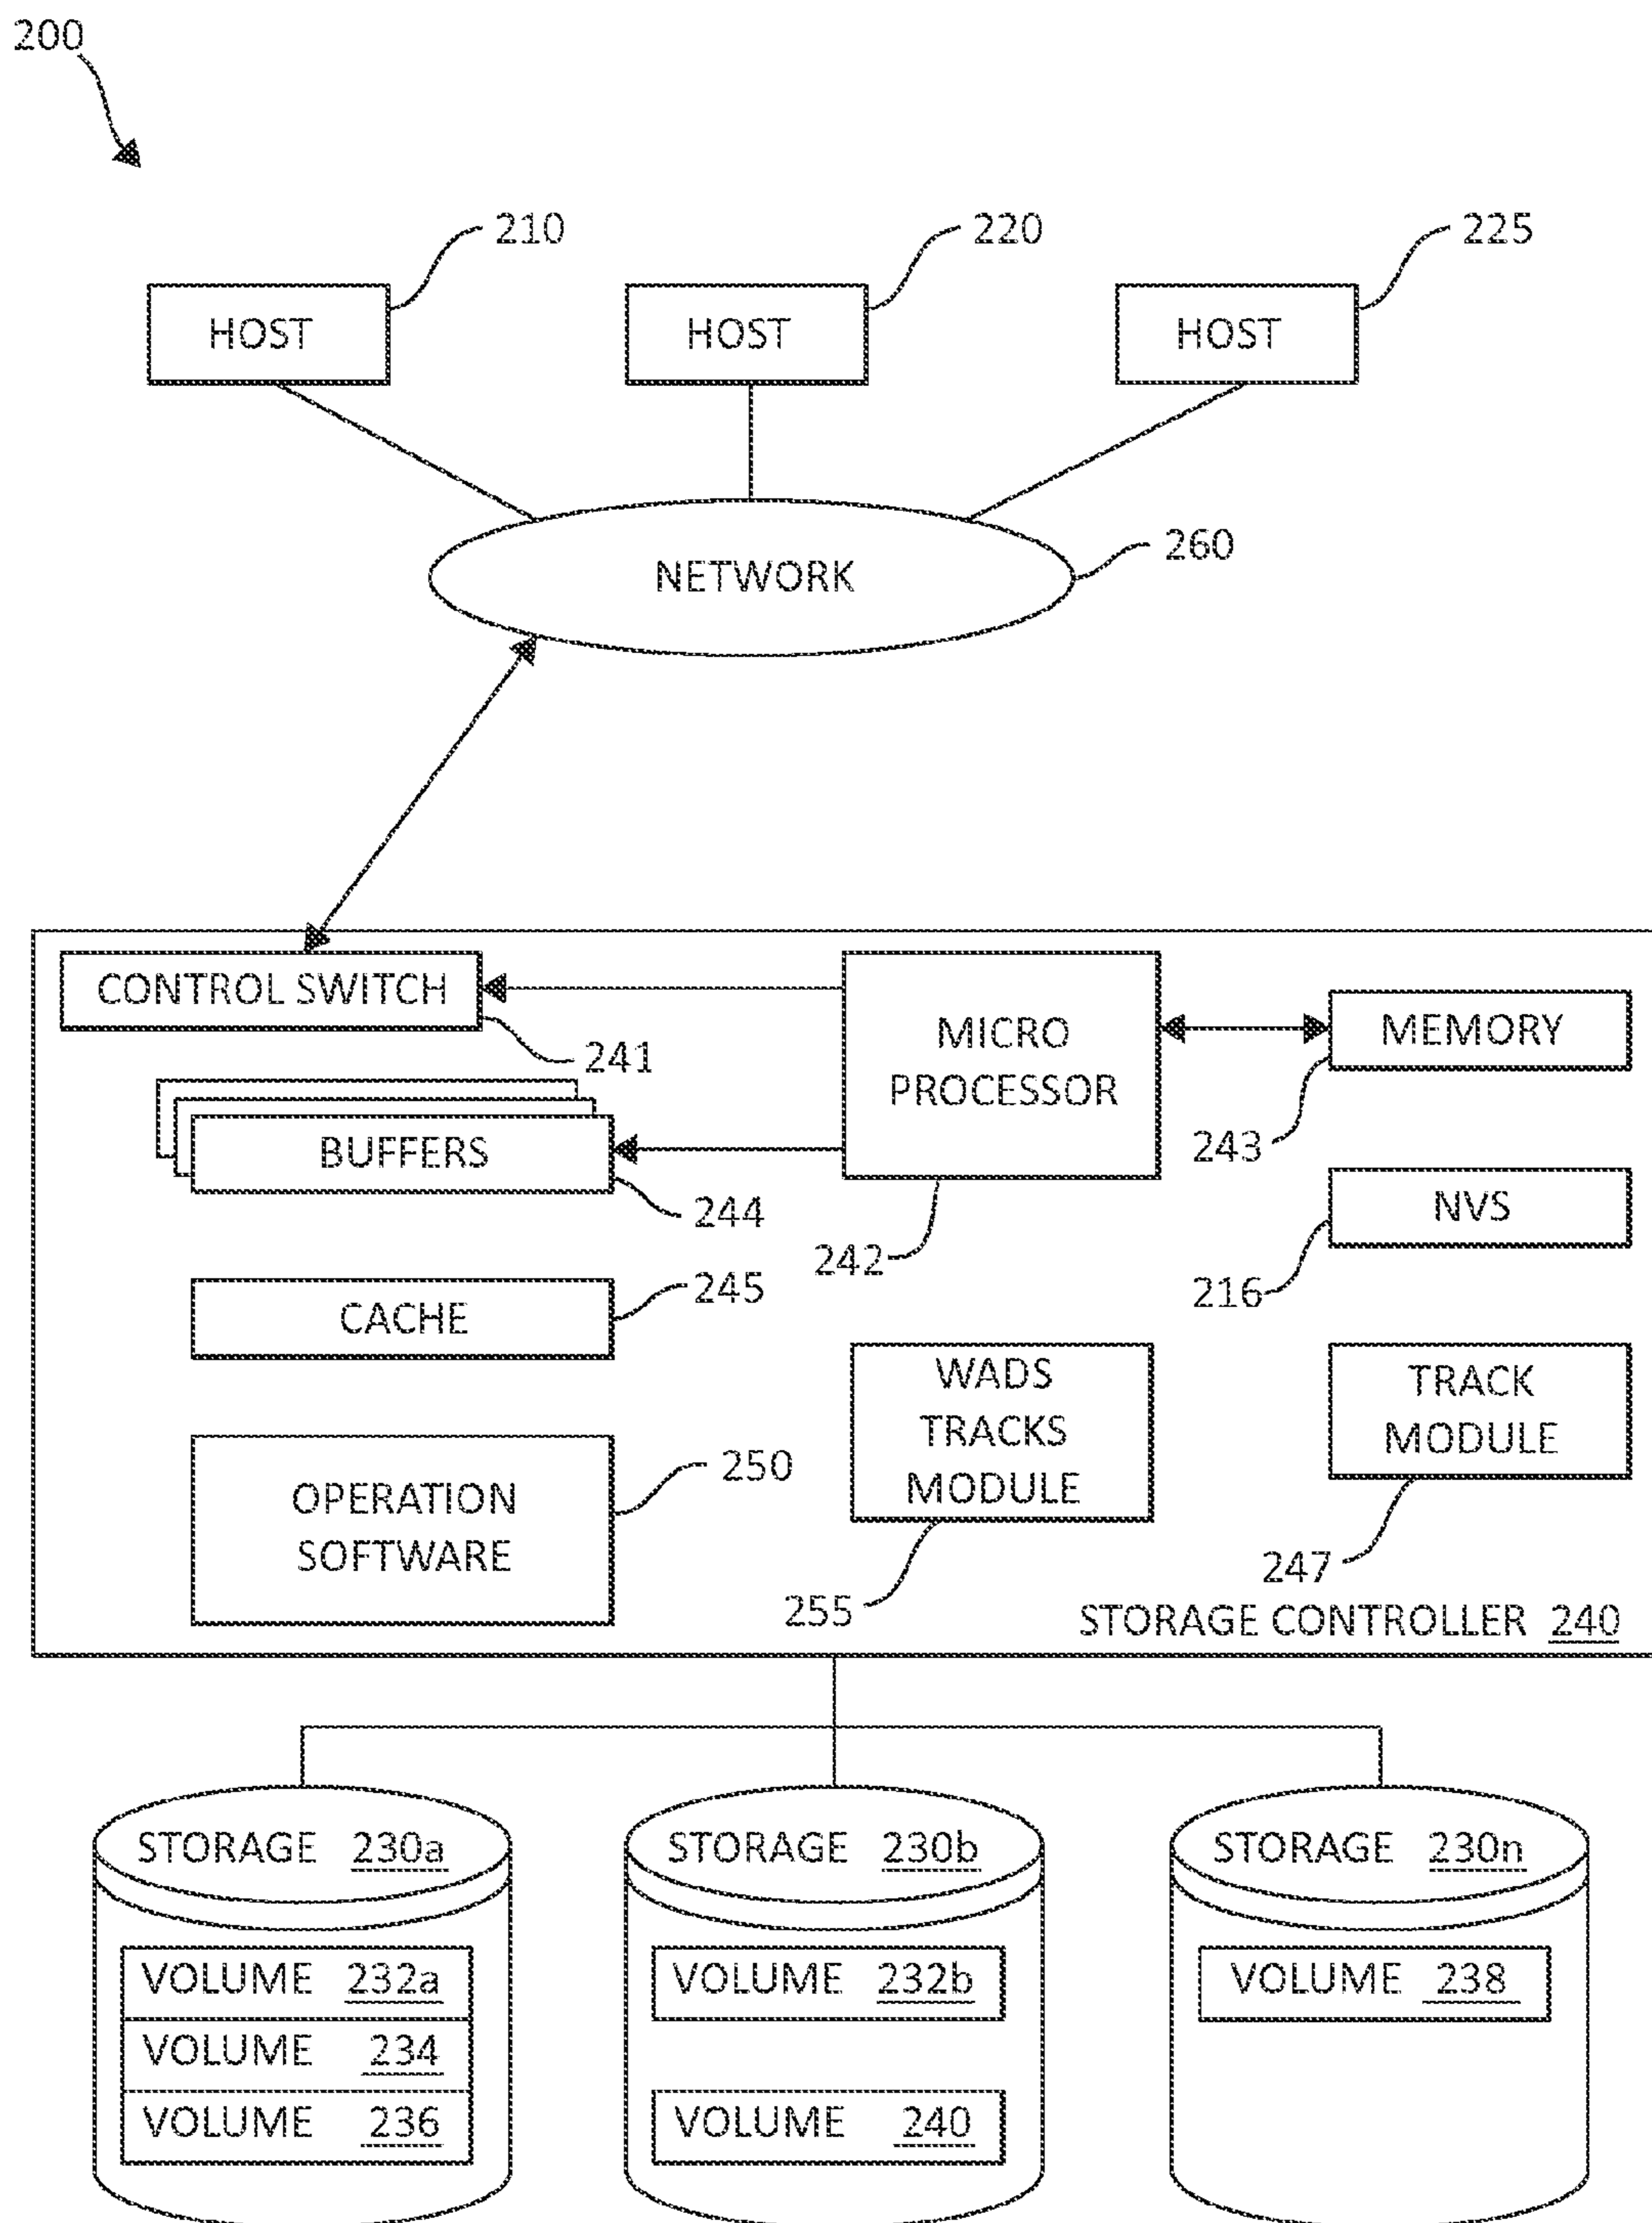 200
210
220
225
HOST
HOST
HOST
260
NETWORK
CONTROL SWITCH
241
MICRO
PROCESSOR
242
MEMORY
243
BUFFERS
244
NVS
216
CACHE
245
WADS
TRACKS
MODULE
255
TRACK
MODULE
247
OPERATION
SOFTWARE
250
STORAGE CONTROLLER 240
STORAGE 230a
VOLUME 232a
VOLUME 234
VOLUME 236
STORAGE 230b
VOLUME 232b
VOLUME 240
STORAGE 230n
VOLUME 238